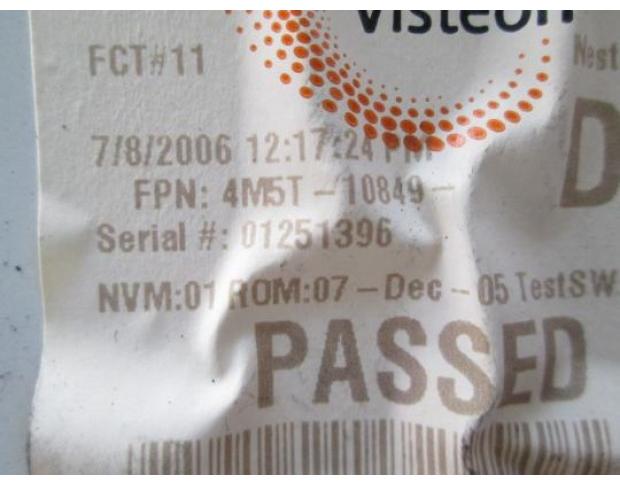 Visteon
FCT#11 Nest
7/8/2006 12:17:24 PM
D
FPN: 4M5T - 10849 -
Serial #: 01251396
NVM:01 ROM:07 - Dec - 05 TestSW
PASSED